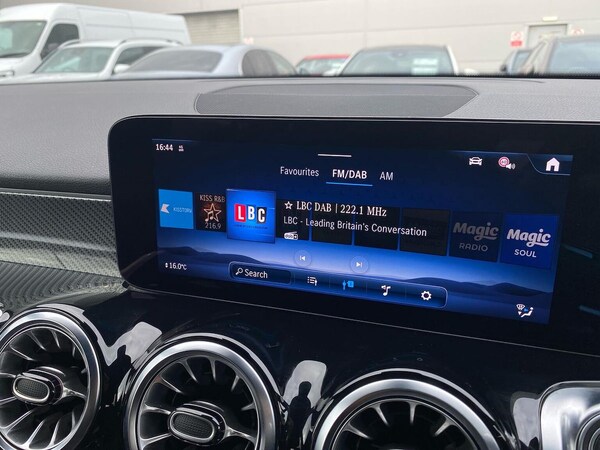 16:44
Favourites FM/DAB AM
KISSTORY
KISS R&B
216.9
LBC
☆ LBC DAB | 222.1 MHz
LBC - Leading Britain's Conversation
Magic
RADIO
Magic
SOUL
16.0°C
Search